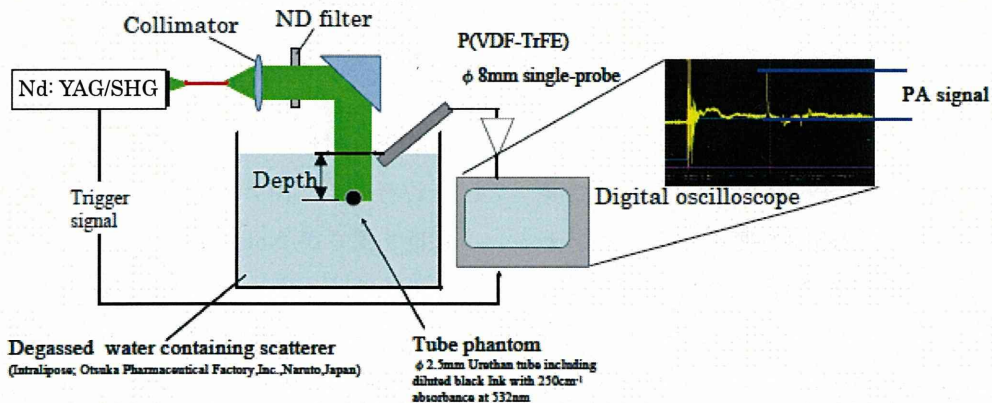 ND filter
Collimator
P(VDF-TrFE)
ϕ 8mm single-probe
Nd: YAG/SHG
PA signal
Depth
Trigger
signal
Digital oscilloscope
Degassed water containing scatterer
(Intralipose; Otsuka Pharmaceutical Factory,Inc.,Naruto,Japan)
Tube phantom
ϕ 2.5mm Urethan tube including
diluted black Ink with 250cm⁻¹
absorbance at 532nm